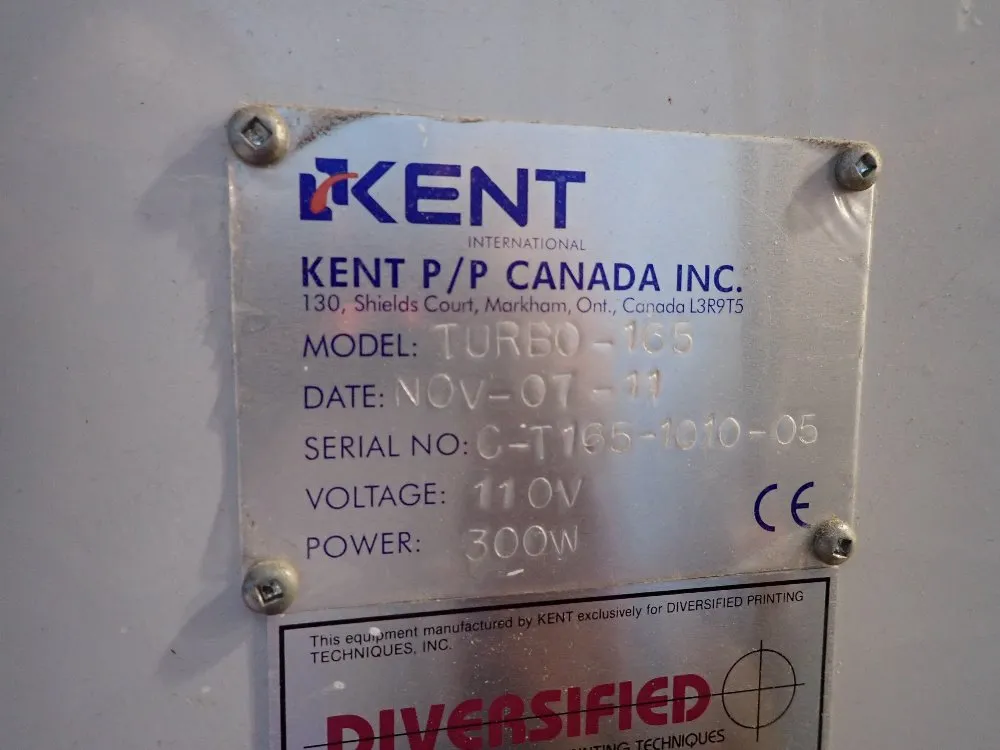 KENT
INTERNATIONAL
KENT P/P CANADA INC.
130, Shields Court, Markham, Ont., Canada L3R9T5
MODEL: TURBO-165
DATE: NOV-07-11
SERIAL NO: C-T165-1010-05
VOLTAGE: 110V
POWER: 300W
CE
This equipment manufactured by KENT exclusively for DIVERSIFIED PRINTING
TECHNIQUES, INC.
DIVERSIFIED
PRINTING TECHNIQUES